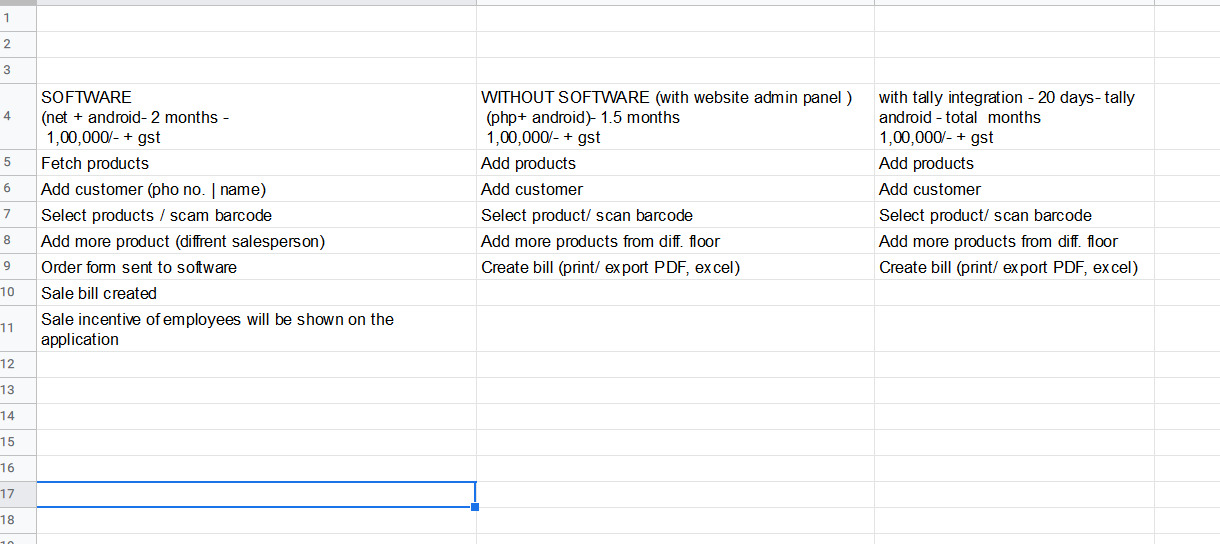 1
2
3
4
SOFTWARE
(net + android- 2 months -
1,00,000/- + gst
WITHOUT SOFTWARE (with website admin panel )
(php+ android)- 1.5 months
1,00,000/- + gst
with tally integration - 20 days- tally
android - total months
1,00,000/- + gst
5 Fetch products Add products Add products
6 Add customer (pho no. | name) Add customer Add customer
7 Select products / scam barcode Select product/ scan barcode Select product/ scan barcode
8 Add more product (diffrent salesperson) Add more products from diff. floor Add more products from diff. floor
9 Order form sent to software Create bill (print/ export PDF, excel) Create bill (print/ export PDF, excel)
10 Sale bill created
11 Sale incentive of employees will be shown on the
application
12
13
14
15
16
17
18